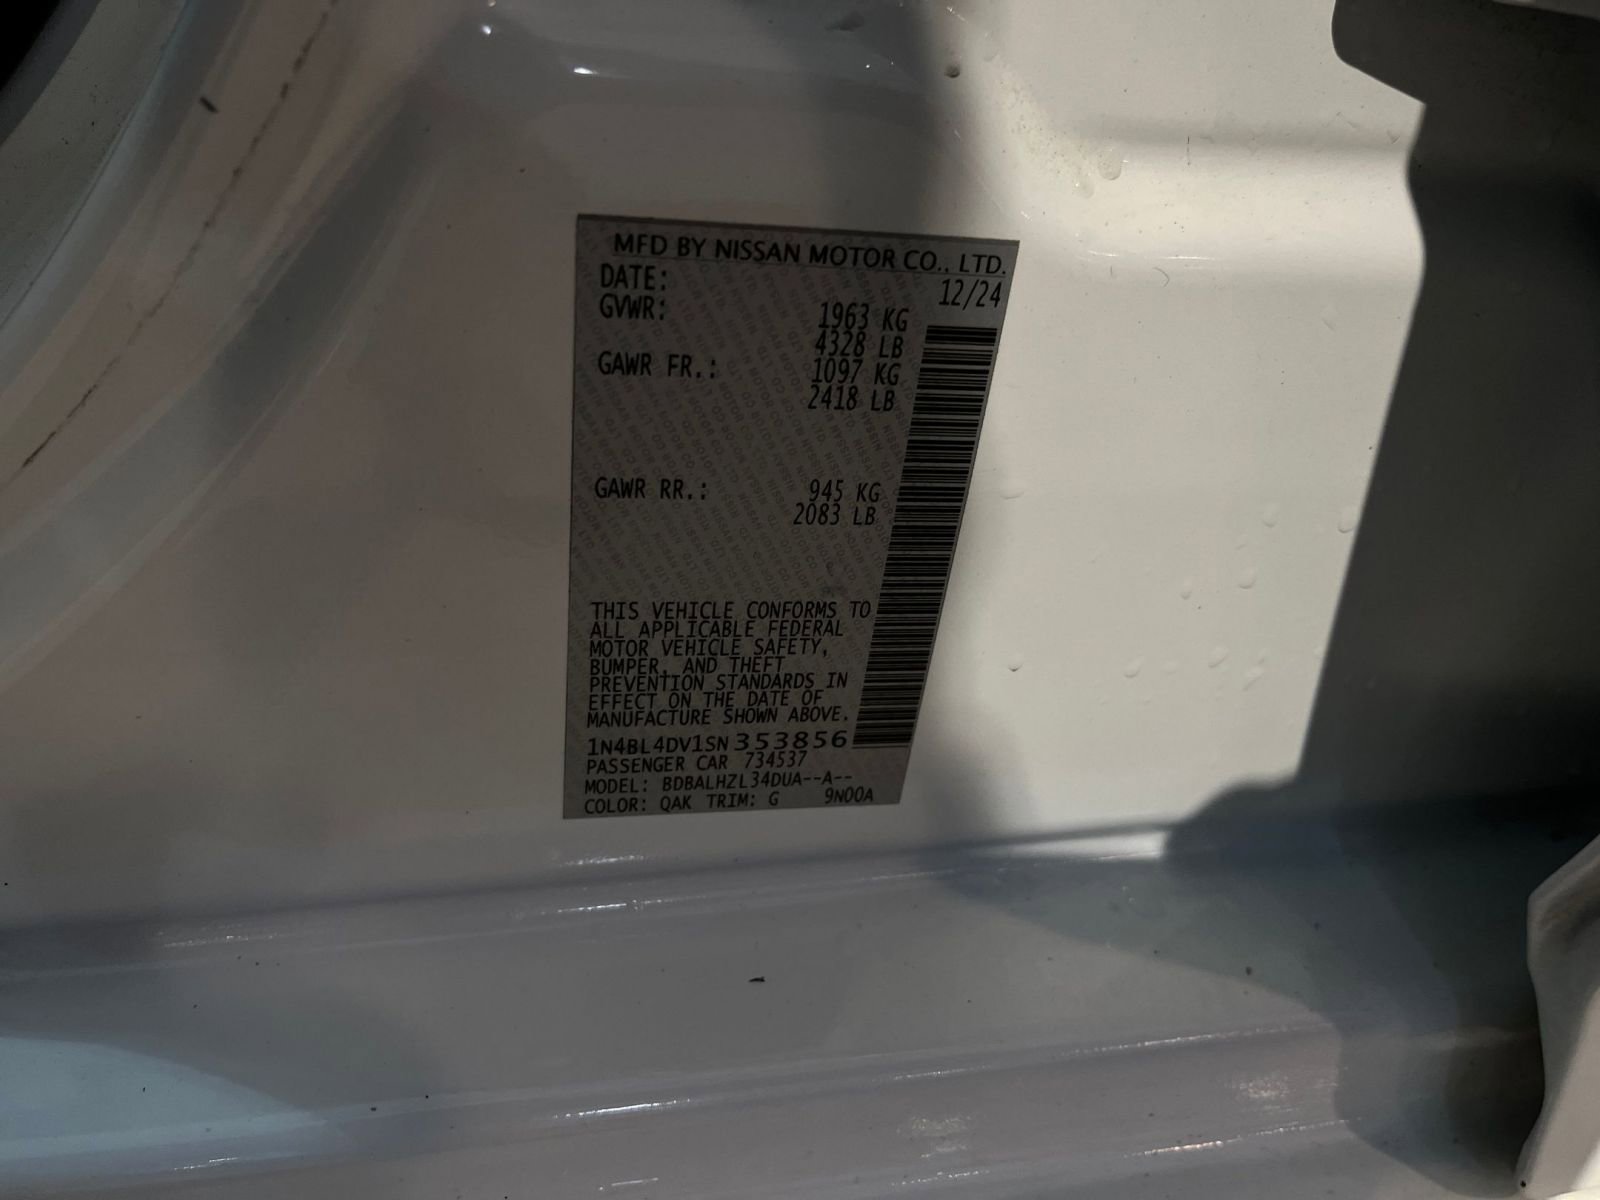 MFD BY NISSAN MOTOR CO., LTD.
DATE: 12/24
GVWR: 1963 KG
4328 LB
GAWR FR.: 1097 KG
2418 LB
GAWR RR.: 945 KG
2083 LB
THIS VEHICLE CONFORMS TO
ALL APPLICABLE FEDERAL
MOTOR VEHICLE SAFETY,
BUMPER, AND THEFT
PREVENTION STANDARDS IN
EFFECT ON THE DATE OF
MANUFACTURE SHOWN ABOVE.
1N4BL4DV1SN353856
PASSENGER CAR 734537
MODEL: BDBALHZL34DUA--A--
COLOR: QAK TRIM: G 9N00A